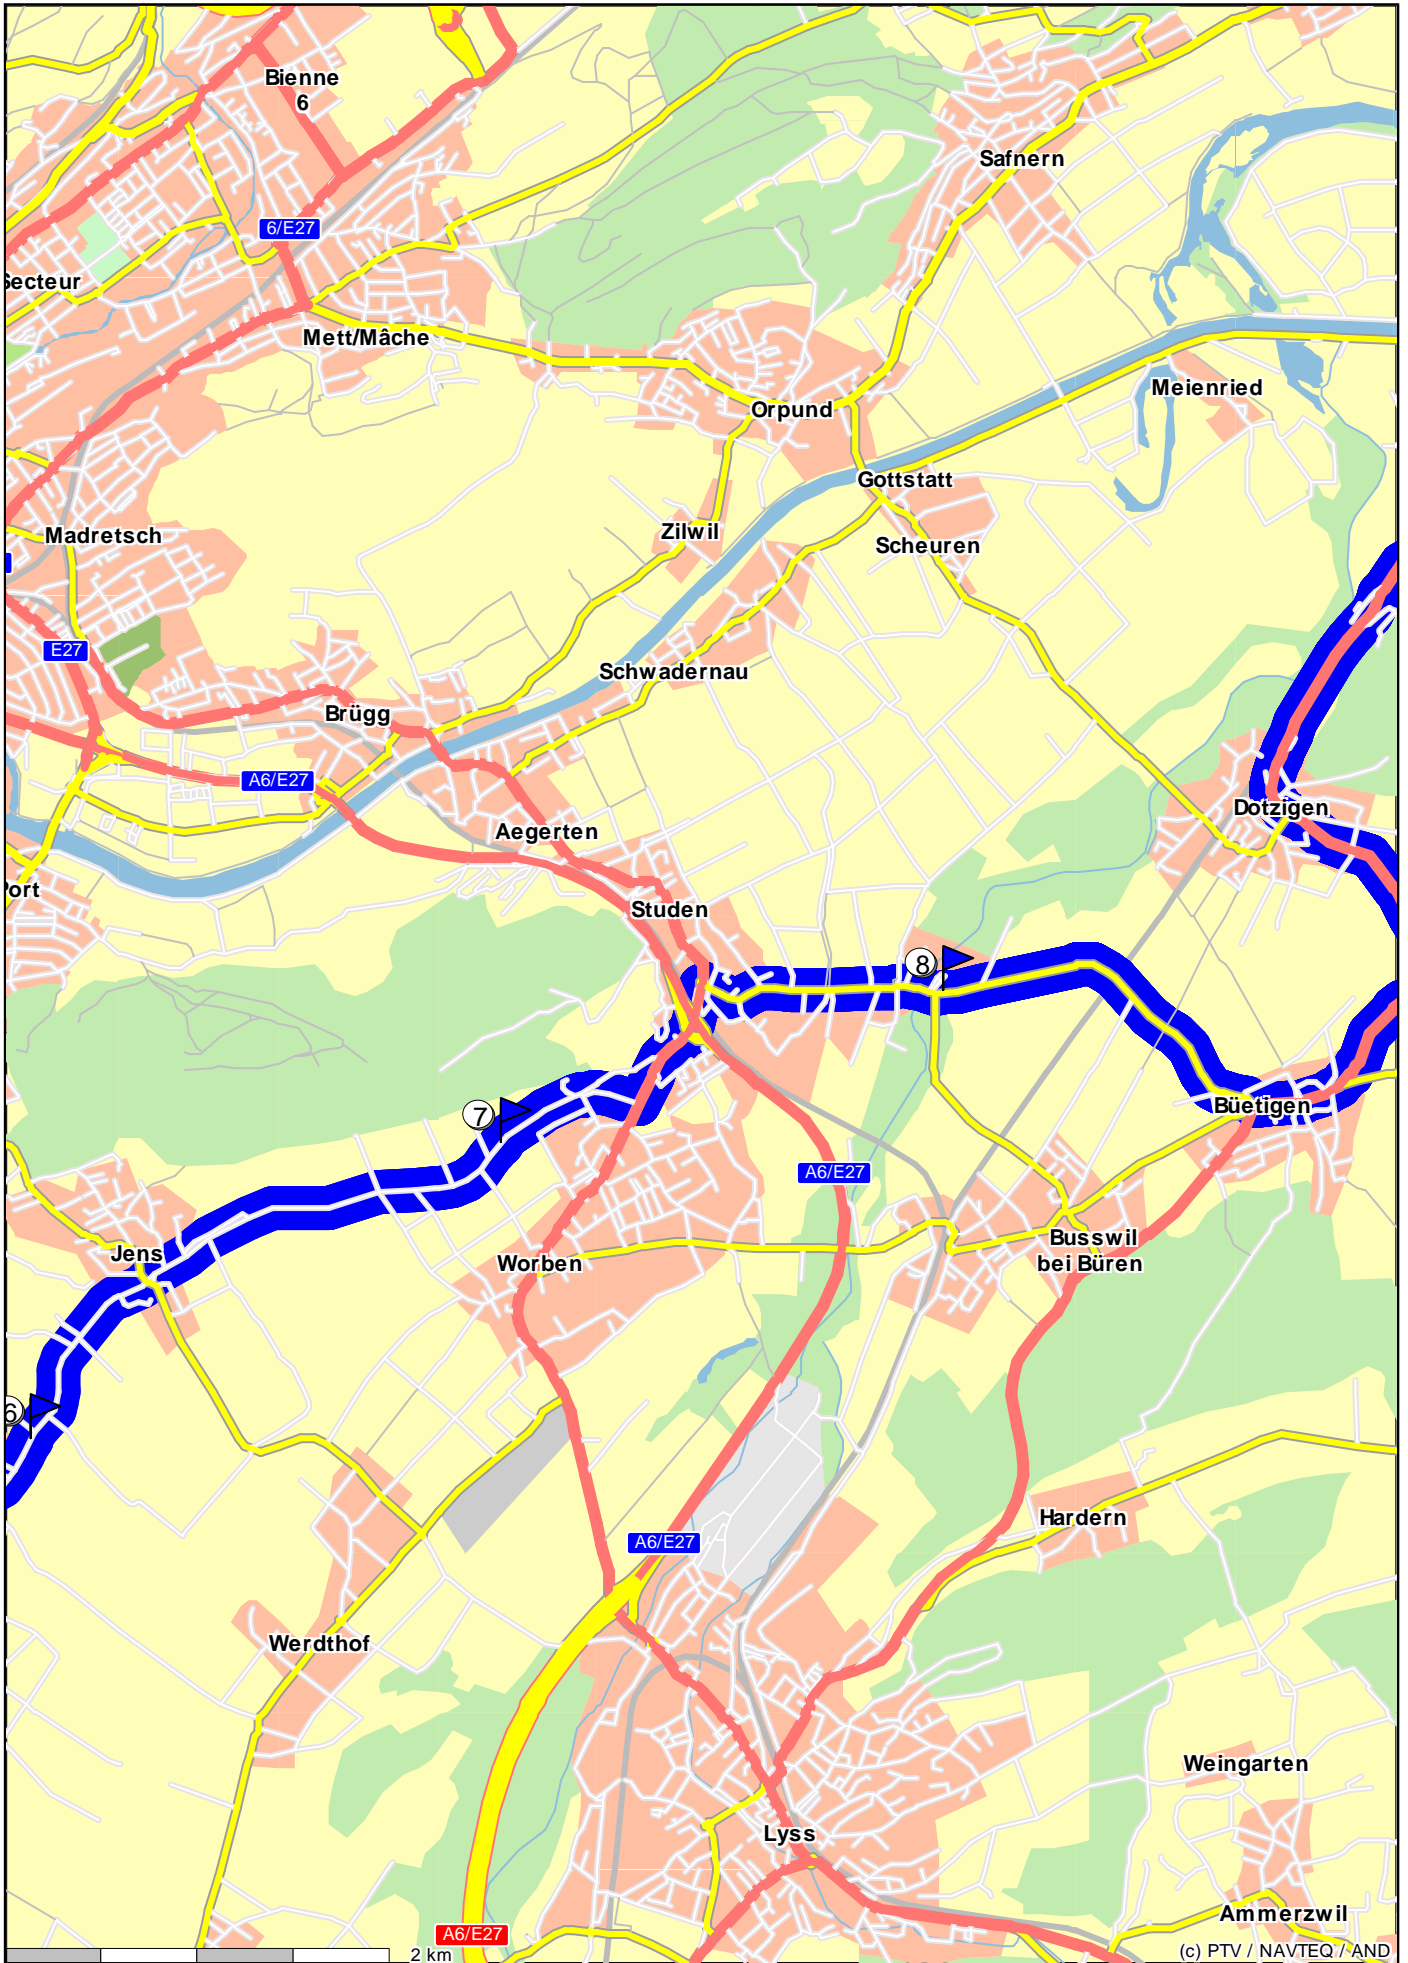 Bienne
6
Safnern
6/E27
Secteur
Mett/Mâche
Meienried
Orpund
Gottstatt
Zilwil
Madretsch
Scheuren
E27
Schwadernau
Brügg
A6/E27
Dotzigen
Aegerten
Port
Studen
8
7
Büetigen
A6/E27
Jens
Worben
Busswil
bei Büren
6
Hardern
A6/E27
Werdthof
Weingarten
Lyss
Ammerzwil
A6/E27
2 km
(c) PTV / NAVTEQ / AND